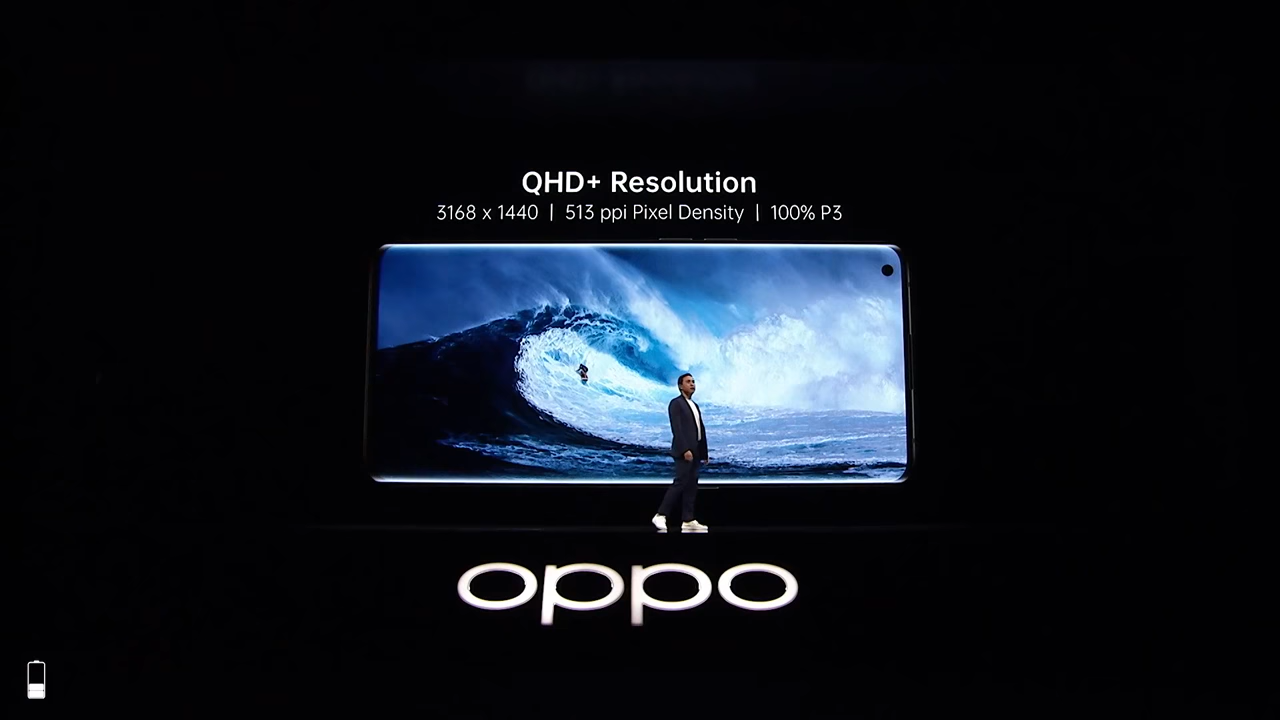 QHD+ Resolution
3168 x 1440 | 513 ppi Pixel Density | 100% P3
oppo